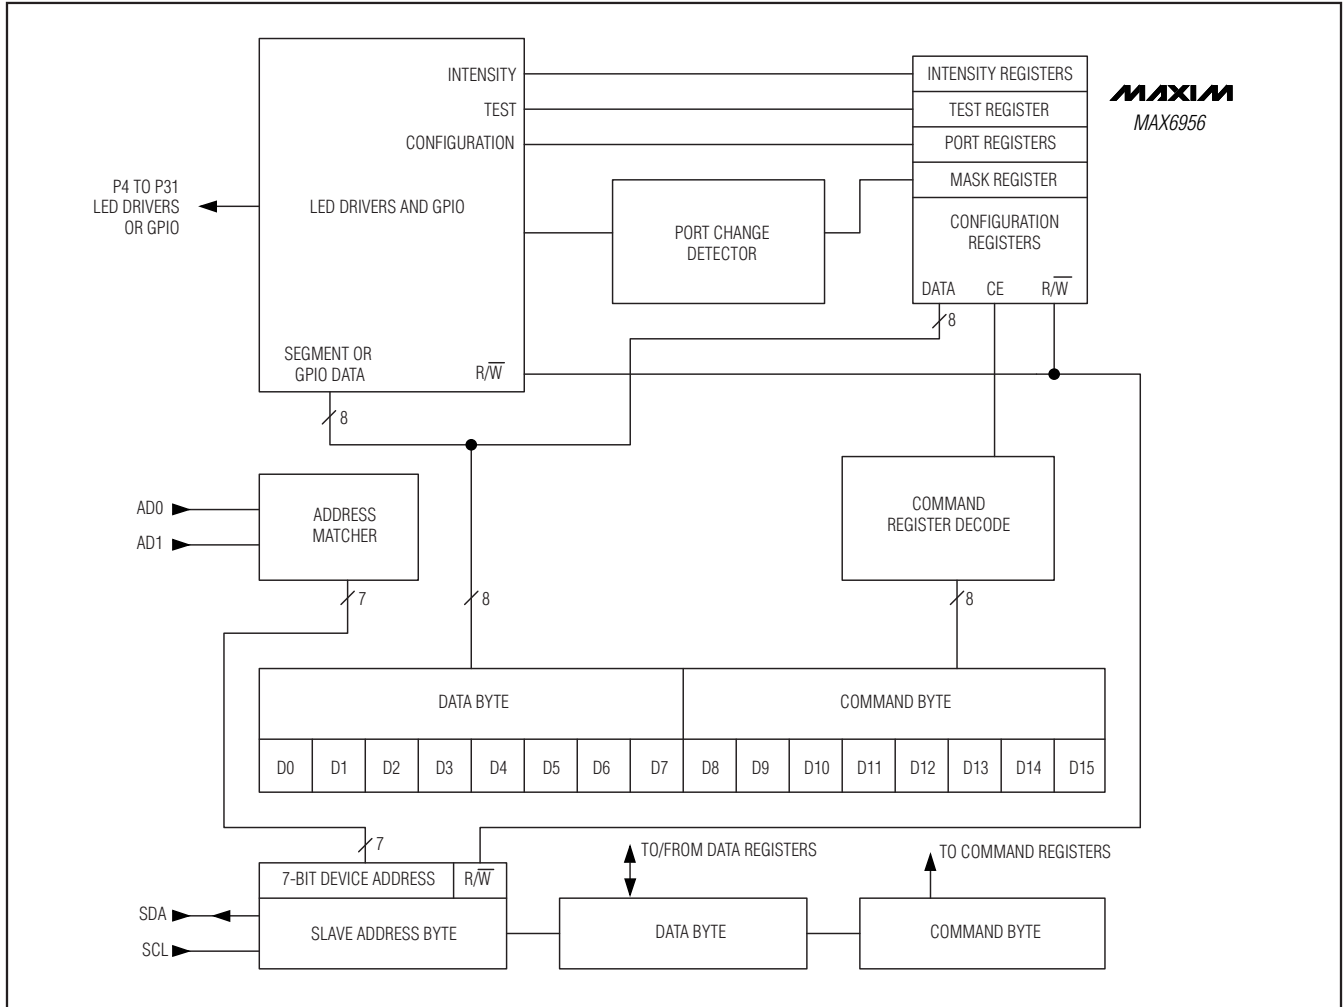 INTENSITY
TEST
CONFIGURATION
LED DRIVERS AND GPIO
SEGMENT OR
GPIO DATA
R/W
P4 TO P31
LED DRIVERS
OR GPIO
PORT CHANGE
DETECTOR
INTENSITY REGISTERS
TEST REGISTER
PORT REGISTERS
MASK REGISTER
CONFIGURATION
REGISTERS
DATA
CE
R/W
MAXIM
MAX6956
8
8
AD0
AD1
ADDRESS
MATCHER
COMMAND
REGISTER DECODE
7
8
8
DATA BYTE
COMMAND BYTE
D0 D1 D2 D3 D4 D5 D6 D7 D8 D9 D10 D11 D12 D13 D14 D15
7
7-BIT DEVICE ADDRESS
R/W
TO/FROM DATA REGISTERS
TO COMMAND REGISTERS
SDA
SCL
SLAVE ADDRESS BYTE
DATA BYTE
COMMAND BYTE